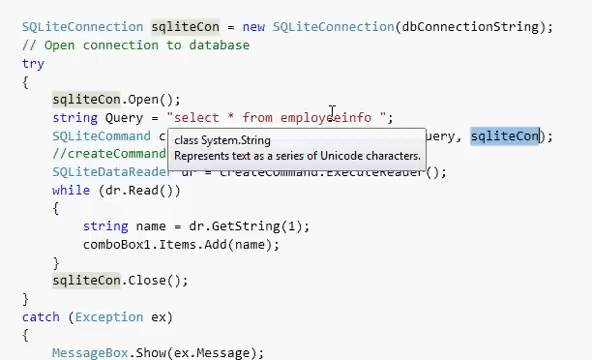 SQLiteConnection sqliteCon = new SQLiteConnection(dbConnectionString);
// Open connection to database
try
{
sqliteCon.Open();
string Query = "select * from employeeinfo ";
SQLiteCommand uery, sqliteCon);
class System.String
Represents text as a series of Unicode characters.
//createCommand
SQLiteDataReader dr = createCommand.ExecuteReader();
while (dr.Read())
{
string name = dr.GetString(1);
comboBox1.Items.Add(name);
}
sqliteCon.Close();
}
catch (Exception ex)
{
MessageBox.Show(ex.Message);